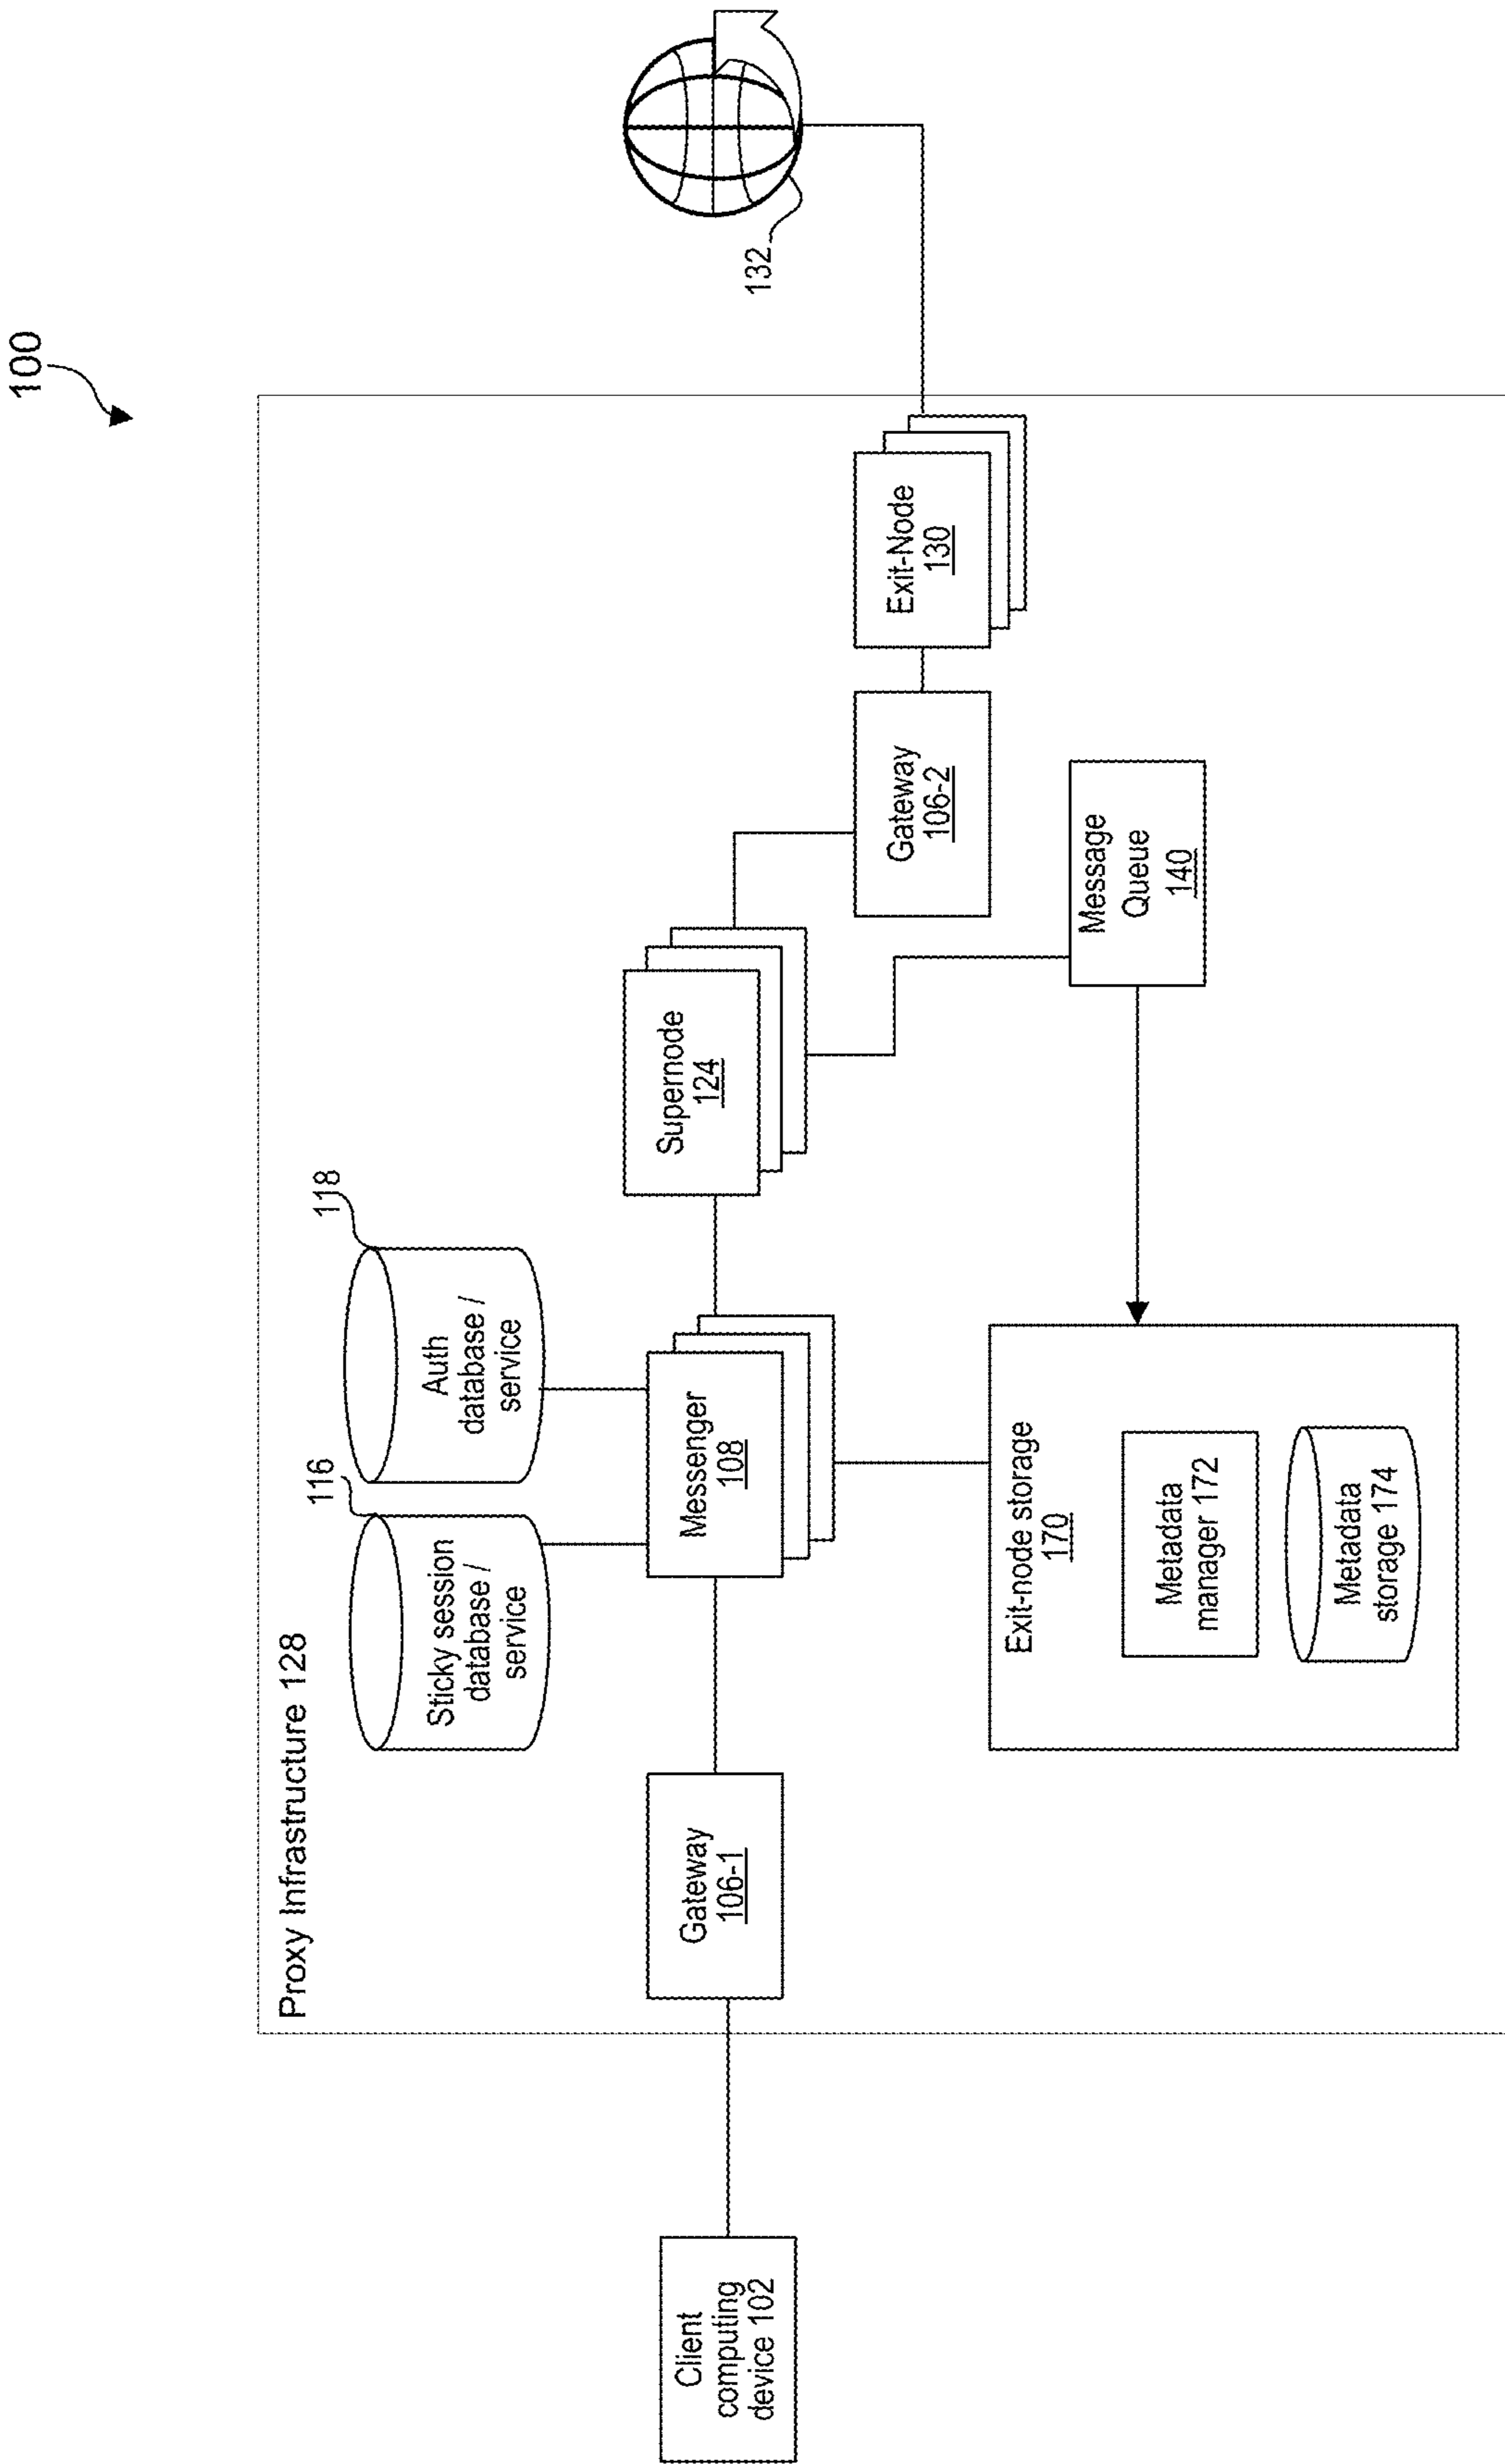 100
Proxy Infrastructure 128
116
118
Sticky session
database /
service
Auth
database /
service
Client
computing
device 102
Gateway
106-1
Messenger
108
Supernode
124
132
Gateway
106-2
Exit-Node
130
Exit-node storage
170
Metadata
manager 172
Metadata
storage 174
Message
Queue
140